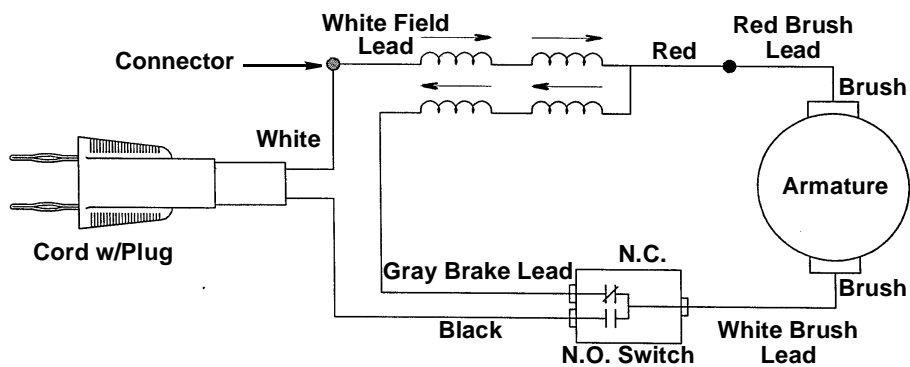 White Field
Lead
Red Brush
Lead
Connector
Red
Brush
White
Armature
Cord w/Plug
N.C.
Gray Brake Lead
Brush
Black
N.O. Switch
White Brush
Lead